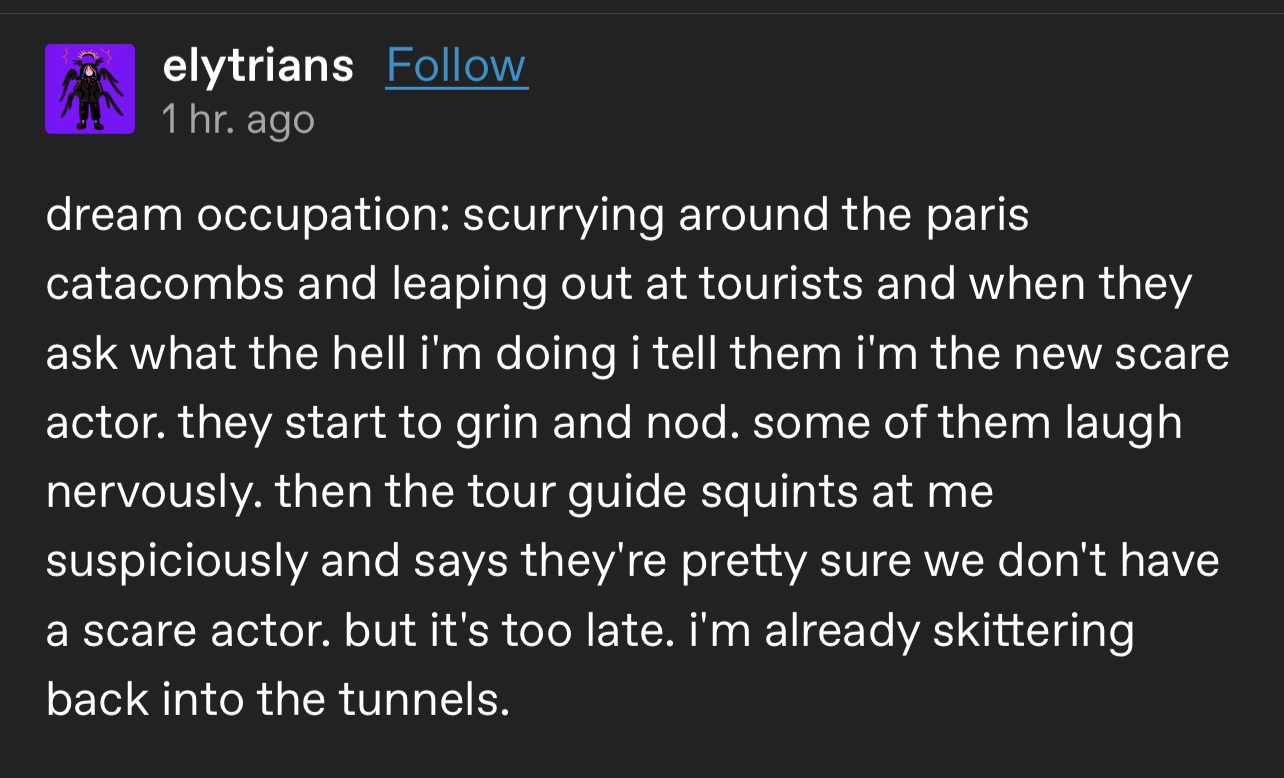 elytrians Follow
1 hr. ago
dream occupation: scurrying around the paris
catacombs and leaping out at tourists and when they
ask what the hell i'm doing i tell them i'm the new scare
actor. they start to grin and nod. some of them laugh
nervously. then the tour guide squints at me
suspiciously and says they're pretty sure we don't have
a scare actor. but it's too late. i'm already skittering
back into the tunnels.